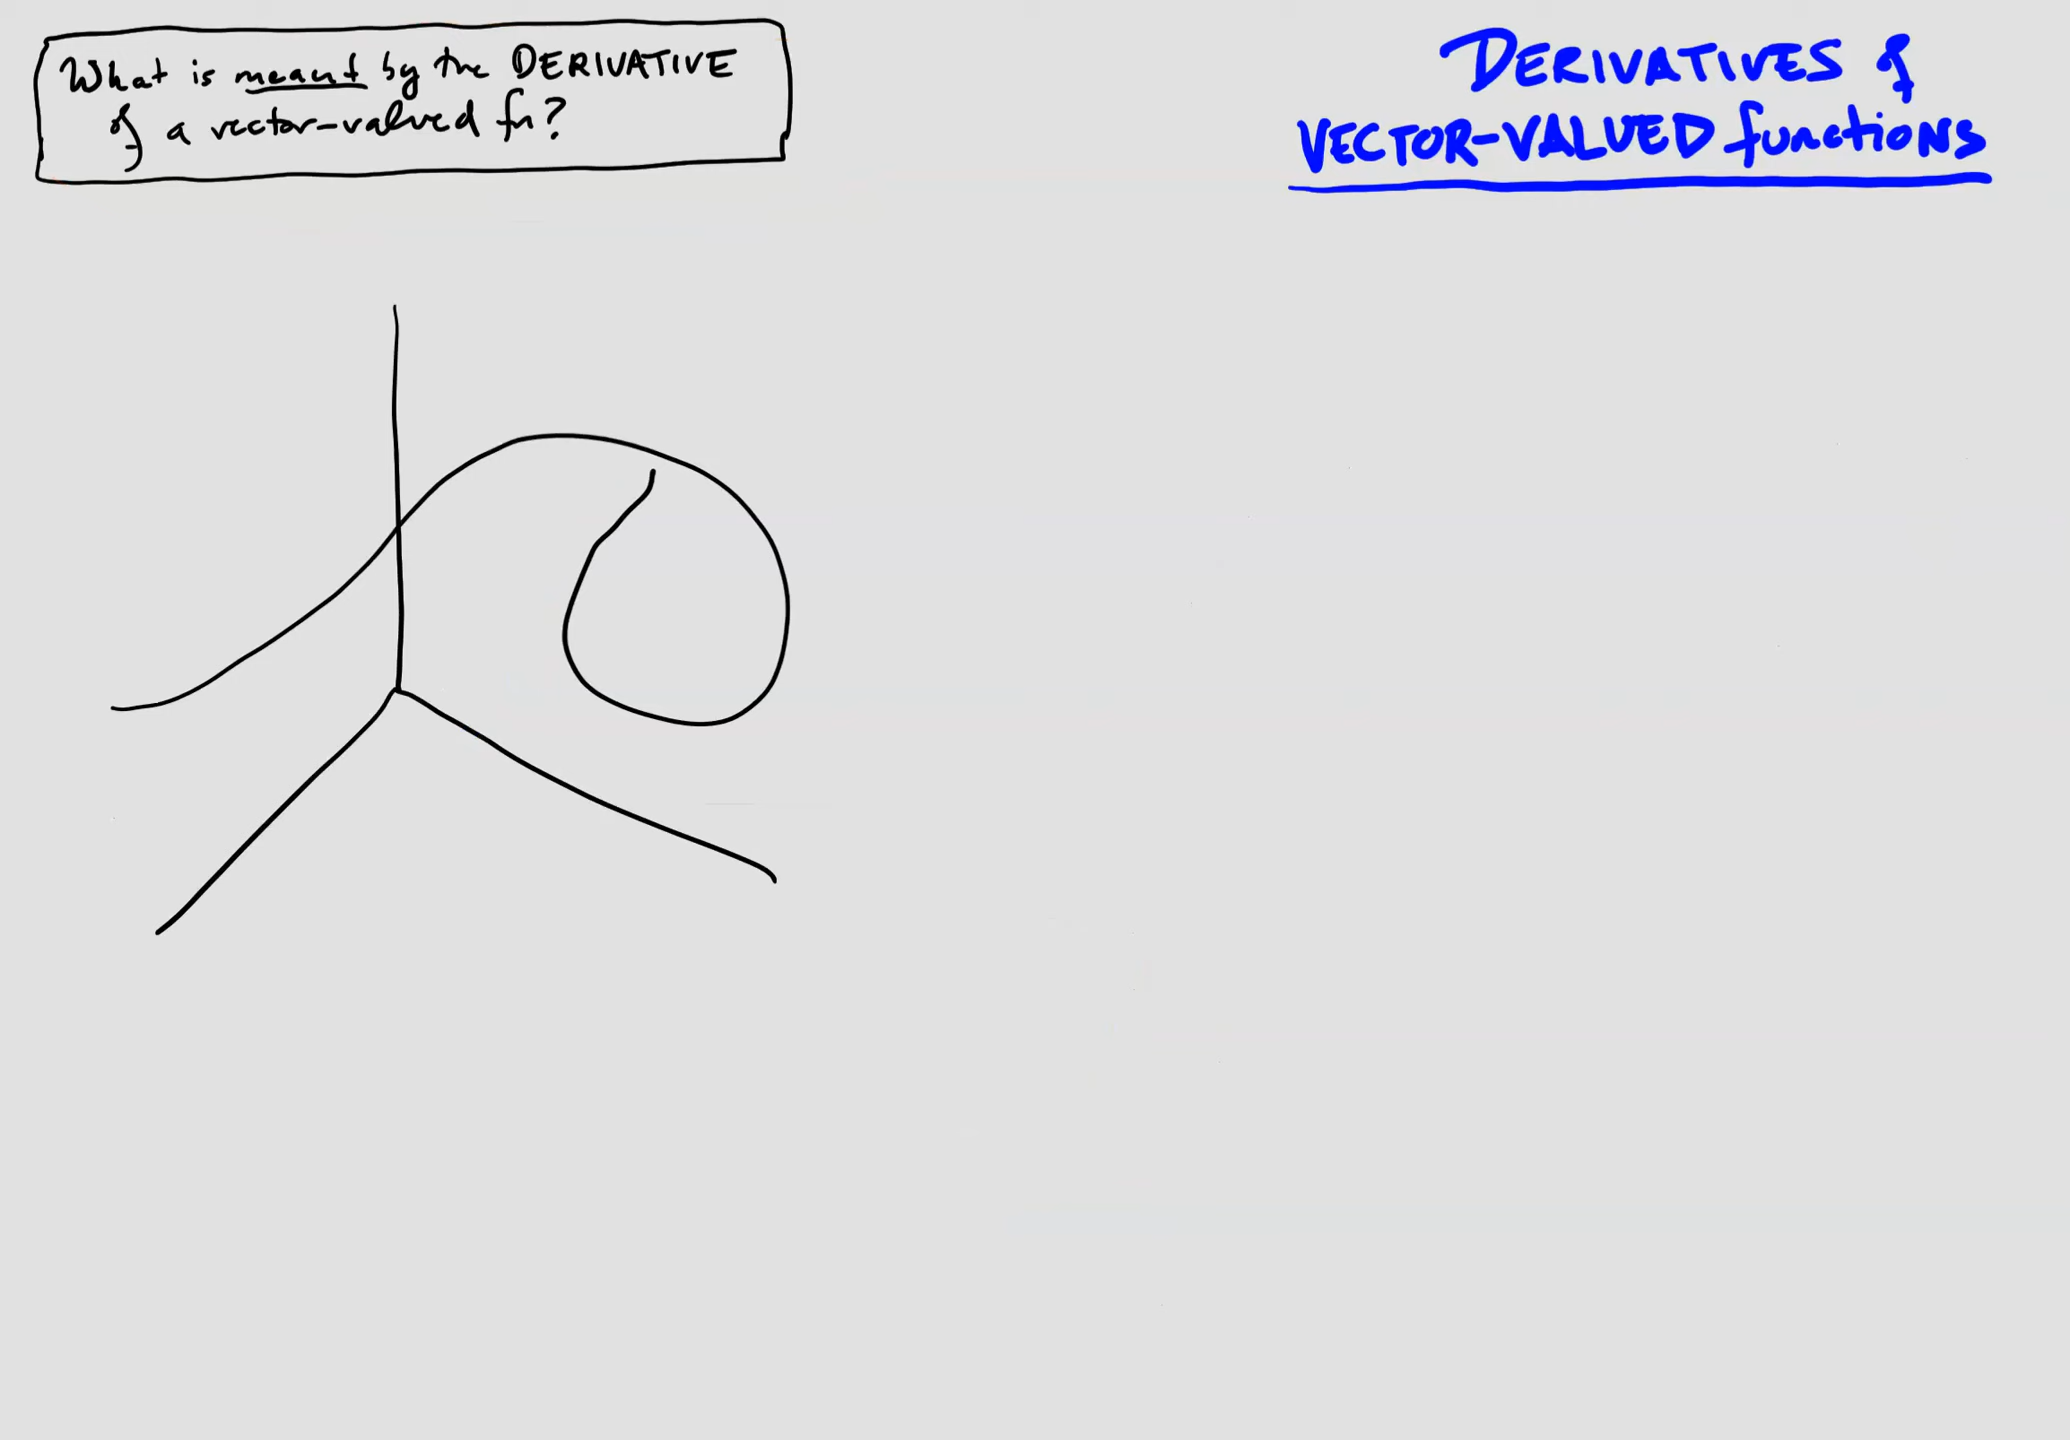 What is meant by the DERIVATIVE
of a vector-valued fn?
DERIVATIVES of
VECTOR-VALUED functions